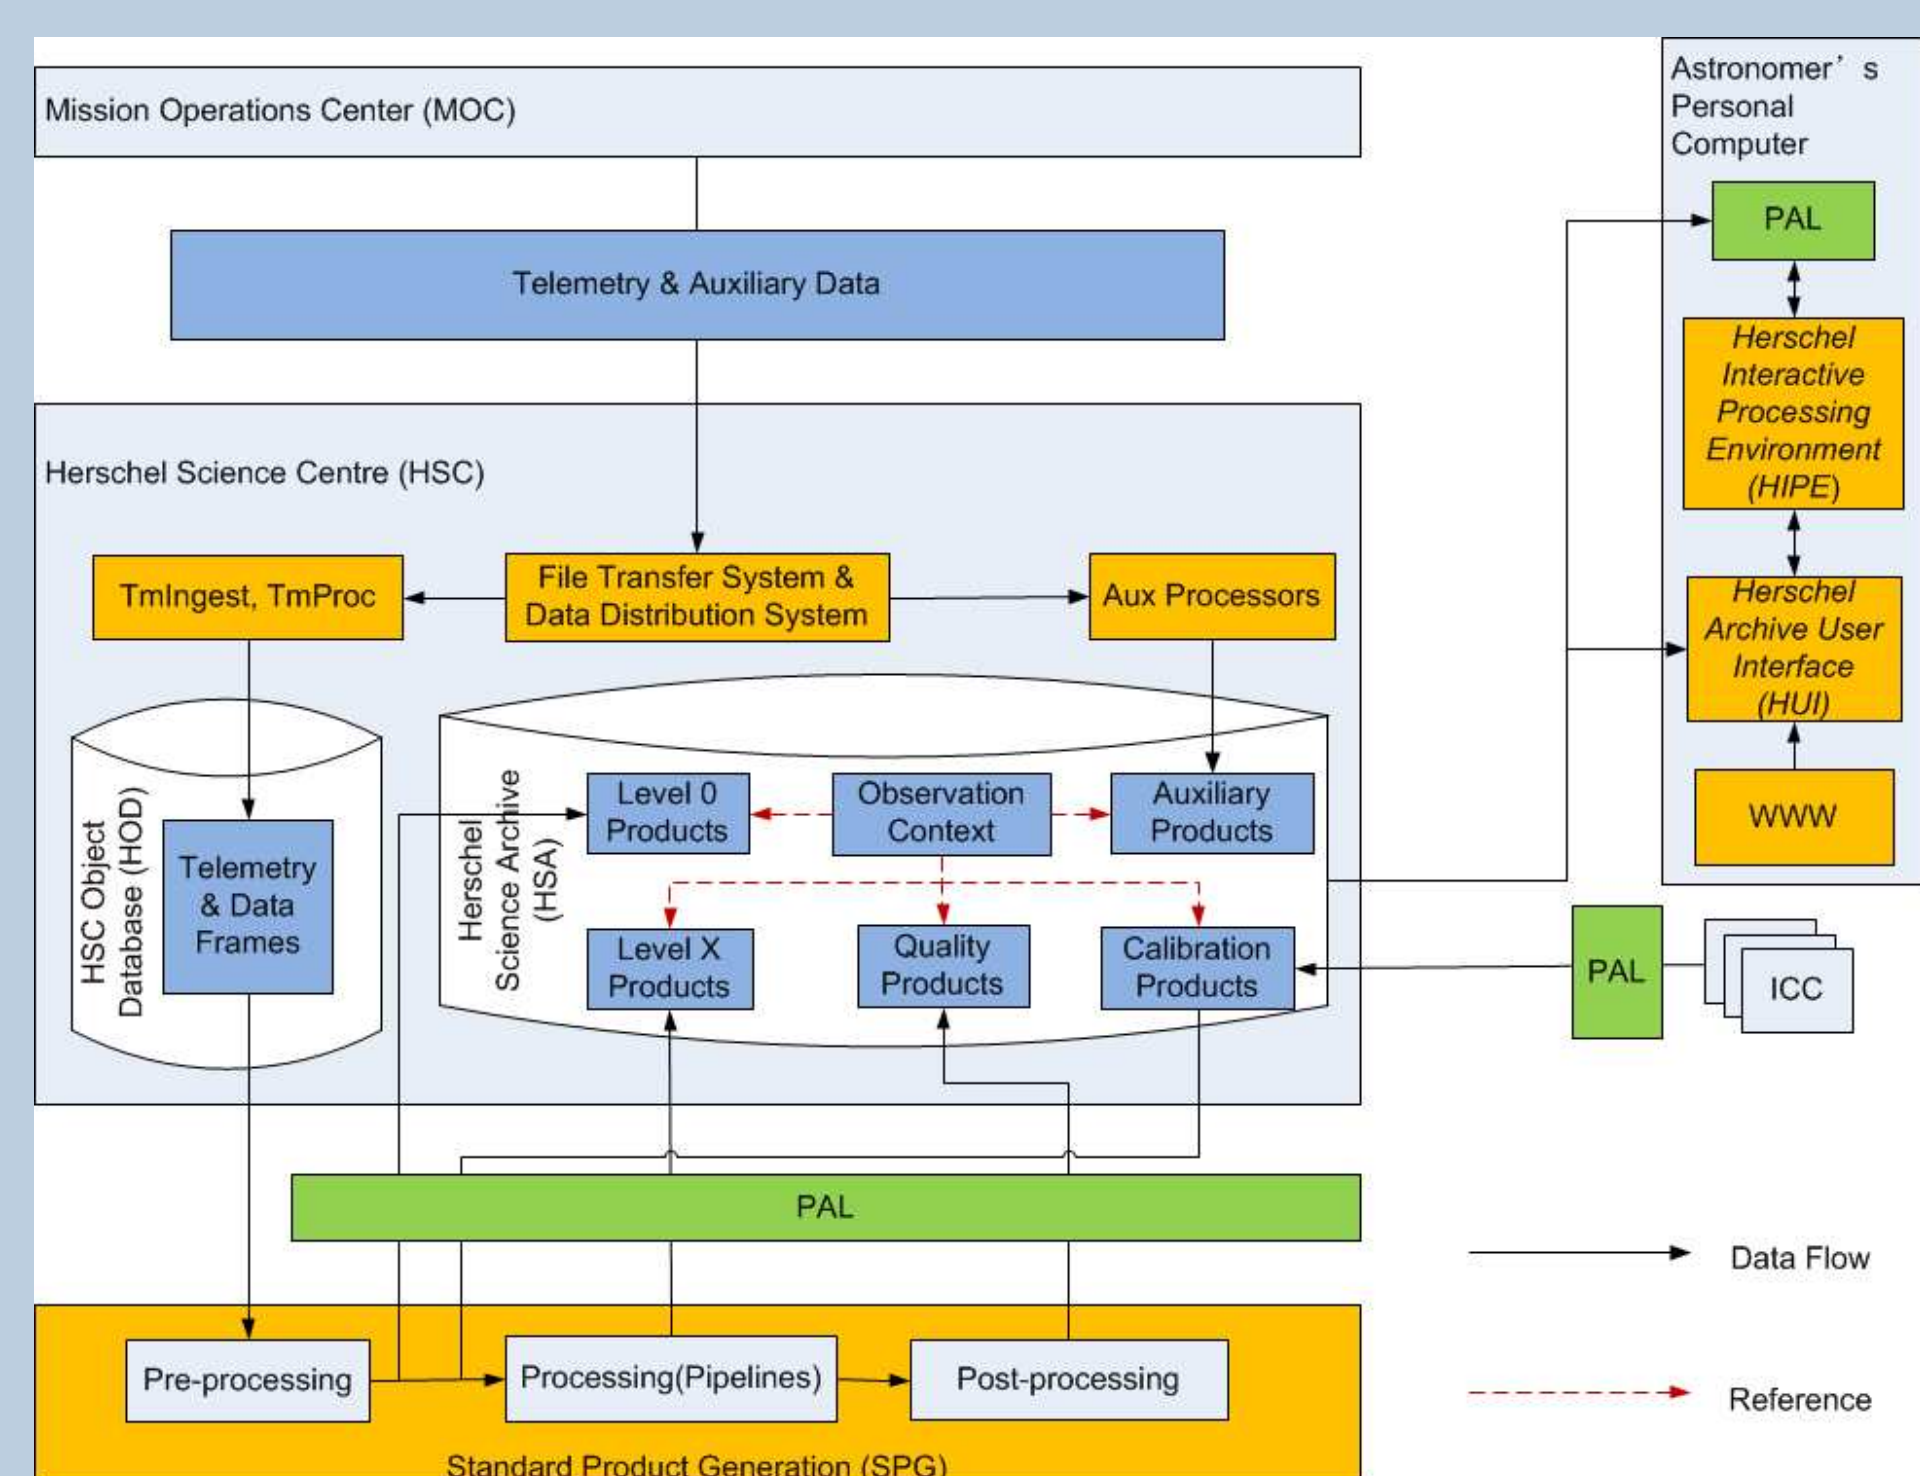 Mission Operations Center (MOC)
Telemetry & Auxiliary Data
Herschel Science Centre (HSC)
TmIngest, TmProc
File Transfer System &
Data Distribution System
Aux Processors
HSC Object
Database (HOD)
Telemetry
& Data
Frames
Herschel
Science Archive
(HSA)
Level 0
Products
Observation
Context
Auxiliary
Products
Level X
Products
Quality
Products
Calibration
Products
PAL
Pre-processing
Processing(Pipelines)
Post-processing
Standard Product Generation (SPG)
Astronomer’ s
Personal
Computer
PAL
Herschel
Interactive
Processing
Environment
(HIPE)
Herschel
Archive User
Interface
(HUI)
WWW
PAL
ICC
Data Flow
Reference